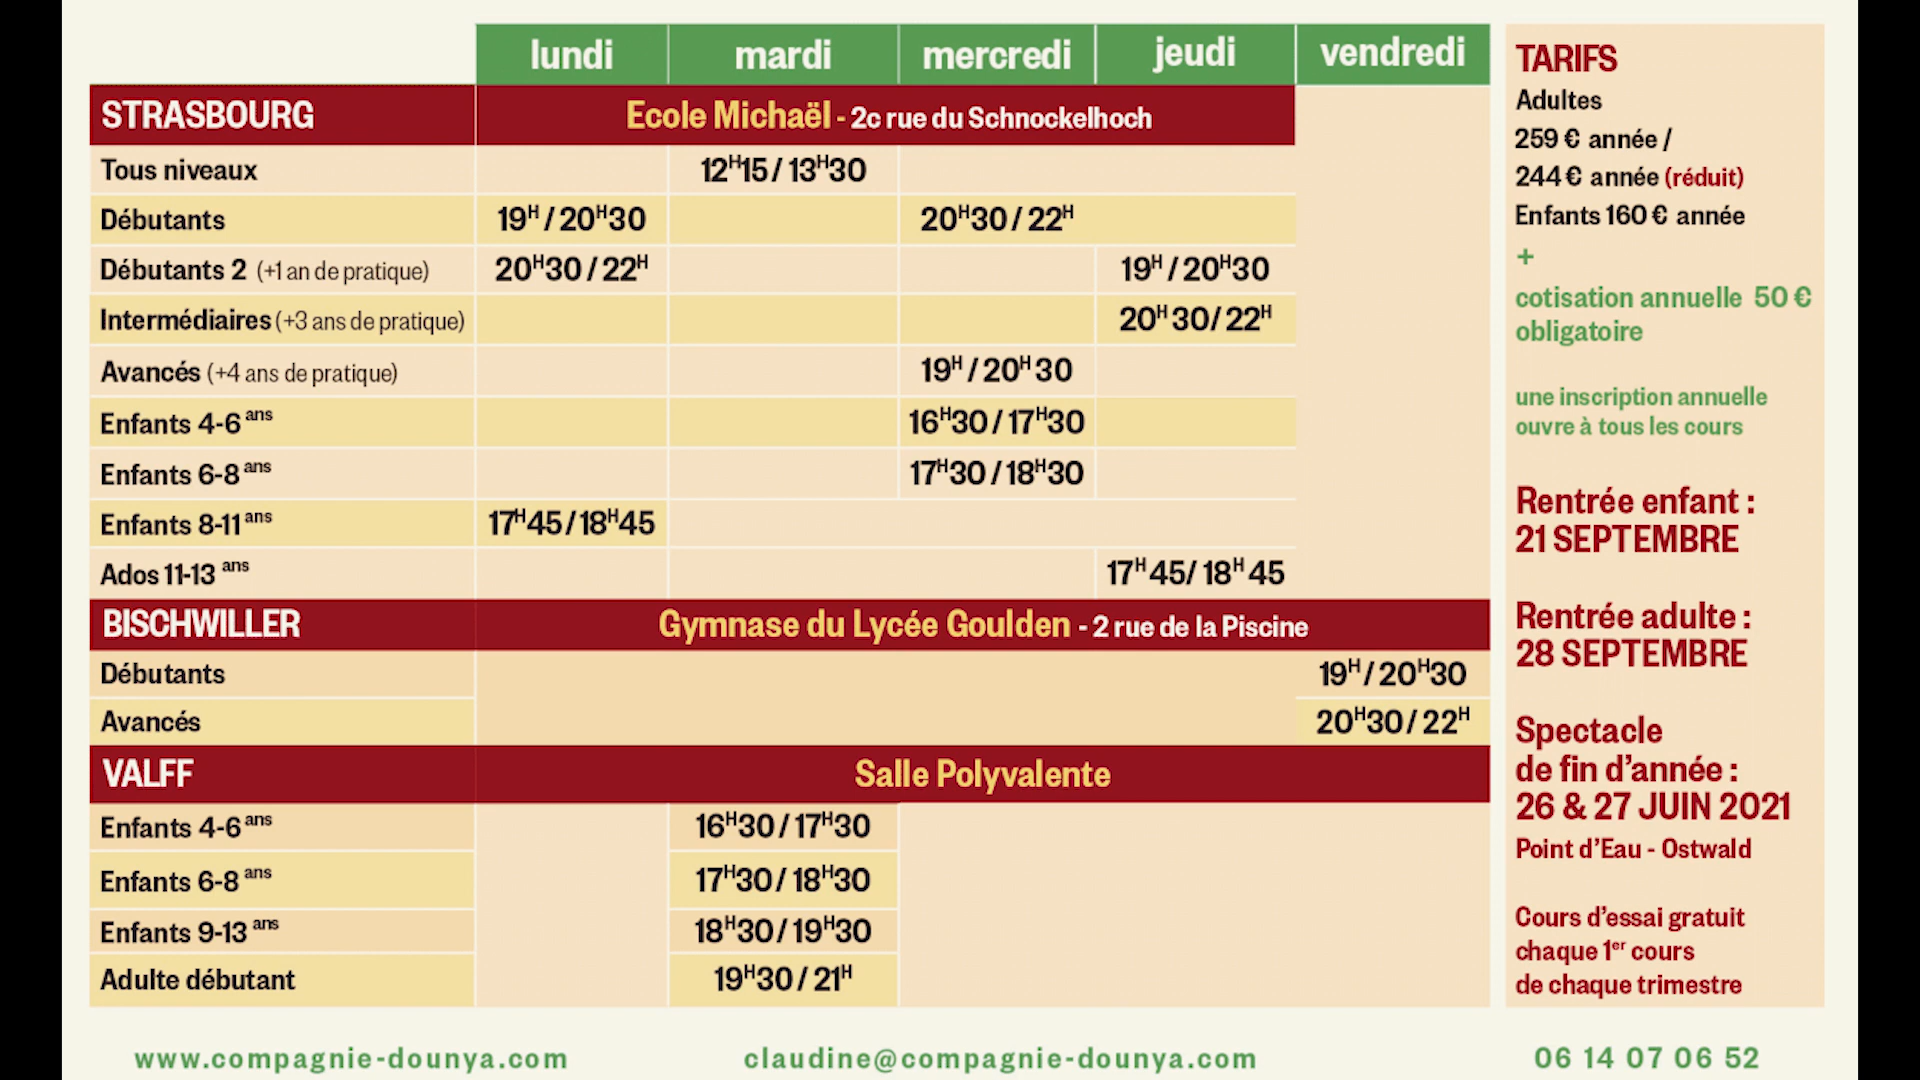 lundi mardi mercredi jeudi vendredi
STRASBOURG Ecole Michaël - 2c rue du Schnockelhoch
Tous niveaux 12H15 / 13H30
Débutants 19H / 20H30 20H30 / 22H
Débutants 2 (+1 an de pratique) 20H30 / 22H 19H / 20H30
Intermédiaires (+3 ans de pratique) 20H30 / 22H
Avancés (+4 ans de pratique) 19H / 20H30
Enfants 4-6 ans 16H30 / 17H30
Enfants 6-8 ans 17H30 / 18H30
Enfants 8-11 ans 17H45 / 18H45
Ados 11-13 ans 17H45 / 18H45
BISCHWILLER Gymnase du Lycée Goulden - 2 rue de la Piscine
Débutants 19H / 20H30
Avancés 20H30 / 22H
VALFF Salle Polyvalente
Enfants 4-6 ans 16H30 / 17H30
Enfants 6-8 ans 17H30 / 18H30
Enfants 9-13 ans 18H30 / 19H30
Adulte débutant 19H30 / 21H
TARIFS
Adultes
259 € année /
244 € année (réduit)
Enfants 160 € année
+
cotisation annuelle 50 €
obligatoire
une inscription annuelle
ouvre à tous les cours
Rentrée enfant :
21 SEPTEMBRE
Rentrée adulte :
28 SEPTEMBRE
Spectacle
de fin d'année :
26 & 27 JUIN 2021
Point d'Eau - Ostwald
Cours d'essai gratuit
chaque 1er cours
de chaque trimestre
www.compagnie-dounya.com claudine@compagnie-dounya.com 06 14 07 06 52